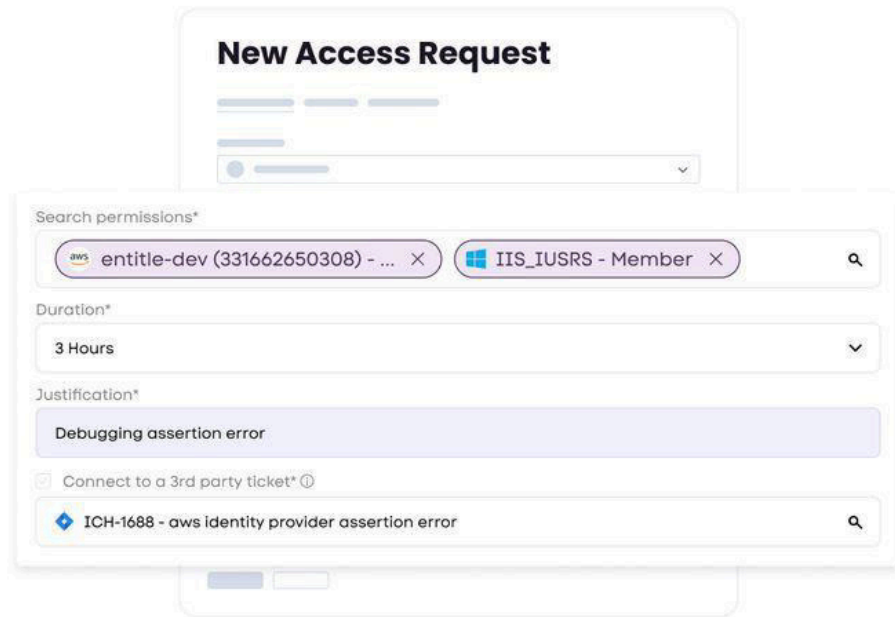 New Access Request
Search permissions*
aws entitle-dev (331662650308) - ... × IIS_IUSRS - Member ×
Duration*
3 Hours
Justification*
Debugging assertion error
Connect to a 3rd party ticket*
ICH-1688 - aws identity provider assertion error